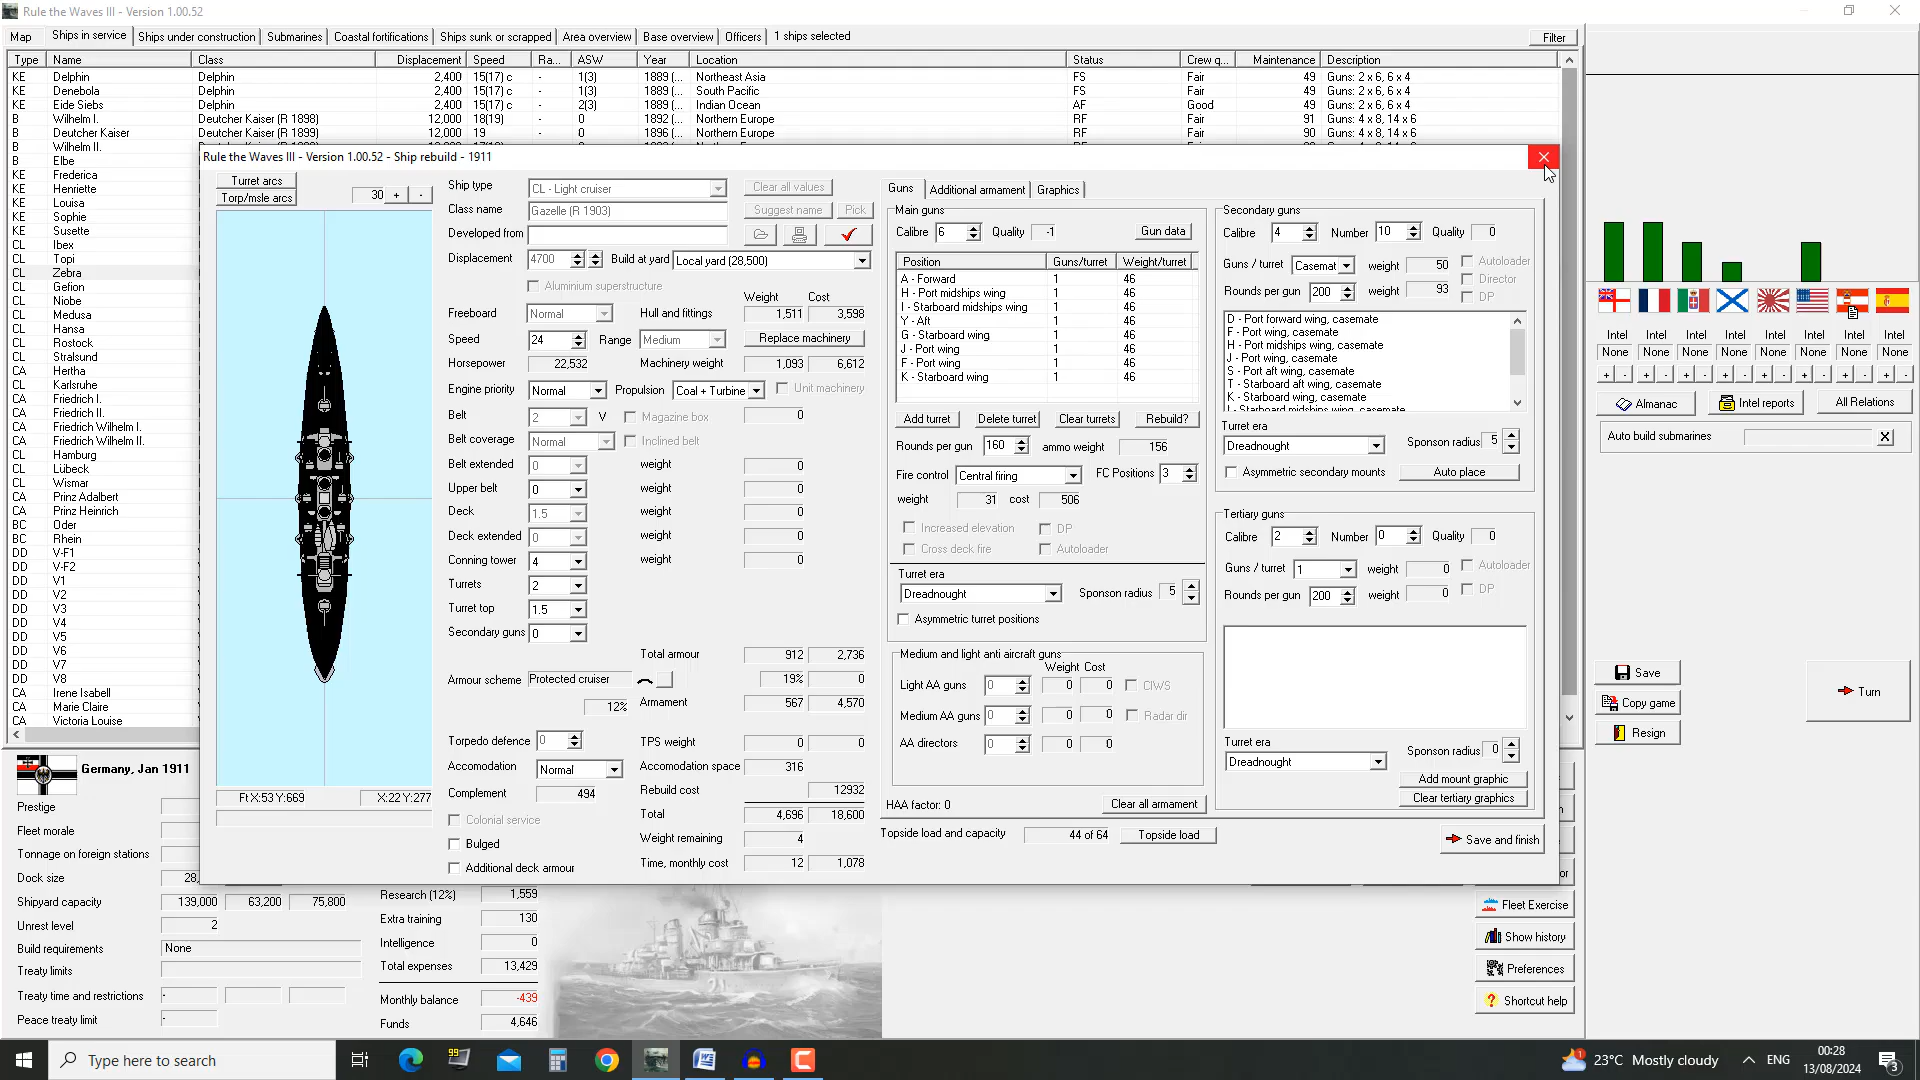 Rule the Waves III - Version 1.00.52
Map Ships in service Ships under construction Submarines Coastal fortifications Ships sunk or scrapped Area overview Base overview Officers 1 ships selected Filter
Type Name Class Displacement Speed Ra... ASW Year Location Status Crew q... Maintenance Description
KE Delphin Delphin 2,400 15(17) c - 1(3) 1889 (... Northeast Asia FS Fair 49 Guns: 2 x 6, 6 x 4
KE Denebola Delphin 2,400 15(17) c - 1(3) 1889 (... South Pacific FS Fair 49 Guns: 2 x 6, 6 x 4
KE Eide Siebs Delphin 2,400 15(17) c - 2(3) 1889 (... Indian Ocean AF Good 49 Guns: 2 x 6, 6 x 4
B Wilhelm I. Deutcher Kaiser (R 1898) 12,000 18(19) - 0 1892 (... Northern Europe RF Fair 91 Guns: 4 x 8, 14 x 6
B Deutcher Kaiser Deutcher Kaiser (R 1899) 12,000 19 - 0 1896 (... Northern Europe RF Fair 90 Guns: 4 x 8, 14 x 6
B Wilhelm II.
B Elbe
KE Frederica
KE Henriette
KE Louisa
KE Sophie
KE Susette
CL Ibex
CL Topi
CL Zebra
CL Gefion
CL Niobe
CL Medusa
CL Hansa
CL Rostock
CL Stralsund
CA Hertha
CL Karlsruhe
CA Friedrich I.
CA Friedrich II.
CA Friedrich Wilhelm I.
CA Friedrich Wilhelm II.
CL Hamburg
CL Lübeck
CL Wismar
CA Prinz Adalbert
CA Prinz Heinrich
BC Oder
BC Rhein
DD V-F1
DD V-F2
DD V1
DD V2
DD V3
DD V4
DD V5
DD V6
DD V7
DD V8
CA Irene Isabell
CA Marie Claire
CA Victoria Louise
Rule the Waves III - Version 1.00.52 - Ship rebuild - 1911
Turret arcs
Torp/msle arcs
30 + -
Ft X:53 Y:669 X:22 Y:277
Ship type CL - Light cruiser Clear all values
Class name Gazelle (R 1903) Suggest name Pick
Developed from
Displacement 4700 Build at yard Local yard (28,500)
Aluminium superstructure
Weight Cost
Freeboard Normal Hull and fittings 1,511 3,598
Speed 24 Range Medium Replace machinery
Horsepower 22,532 Machinery weight 1,093 6,612
Engine priority Normal Propulsion Coal + Turbine Unit machinery
Belt 2 V Magazine box 0
Belt coverage Normal Inclined belt
Belt extended 0 weight 0
Upper belt 0 weight 0
Deck 1.5 weight 0
Deck extended 0 weight 0
Conning tower 4 weight 0
Turrets 2
Turret top 1.5
Secondary guns 0
Total armour 912 2,736
Armour scheme Protected cruiser 19% 0
12% Armament 567 4,570
Torpedo defence 0 TPS weight 0 0
Accomodation Normal Accomodation space 316
Complement 494 Rebuild cost 12932
Colonial service Total 4,696 18,600
Bulged Weight remaining 4
Additional deck armour Time, monthly cost 12 1,078
Guns Additional armament Graphics
Main guns
Calibre 6 Quality -1 Gun data
Position Guns/turret Weight/turret
A - Forward 1 46
H - Port midships wing 1 46
I - Starboard midships wing 1 46
Y - Aft 1 46
G - Starboard wing 1 46
J - Port wing 1 46
F - Port wing 1 46
K - Starboard wing 1 46
Add turret Delete turret Clear turrets Rebuild?
Rounds per gun 160 ammo weight 156
Fire control Central firing FC Positions 3
weight 31 cost 506
Increased elevation DP
Cross deck fire Autoloader
Turret era
Dreadnought Sponson radius 5
Asymmetric turret positions
Medium and light anti aircraft guns
Weight Cost
Light AA guns 0 0 0 CIWS
Medium AA guns 0 0 0 Radar dir
AA directors 0 0 0
HAA factor: 0 Clear all armament
Topside load and capacity 44 of 64 Topside load
Secondary guns
Calibre 4 Number 10 Quality 0
Guns / turret Casemat weight 50 Autoloader
Director
Rounds per gun 200 weight 93 DP
D - Port forward wing, casemate
F - Port wing, casemate
H - Port midships wing, casemate
J - Port wing, casemate
S - Port aft wing, casemate
T - Starboard aft wing, casemate
K - Starboard wing, casemate
I - Starboard midships wing, casemate
Turret era
Dreadnought Sponson radius 5
Asymmetric secondary mounts Auto place
Tertiary guns
Calibre 2 Number 0 Quality 0
Guns / turret 1 weight 0 Autoloader
Rounds per gun 200 weight 0 DP
Turret era
Dreadnought Sponson radius 0
Add mount graphic
Clear tertiary graphics
Save and finish
Intel Intel Intel Intel Intel Intel Intel Intel
None None None None None None None None
+ - + - + - + - + - + - + - + -
Almanac Intel reports All Relations
Auto build submarines X
Save
Copy game
Resign
Turn
Germany, Jan 1911
Prestige
Fleet morale
Tonnage on foreign stations
Dock size 28,
Shipyard capacity 139,000 63,200 75,800
Unrest level 2
Build requirements None
Treaty limits
Treaty time and restrictions - -
Peace treaty limit -
Research (12%) 1,559
Extra training 130
Intelligence 0
Total expenses 13,429
Monthly balance -439
Funds 4,646
Fleet Exercise
Show history
Preferences
Shortcut help
Type here to search
99
23°C Mostly cloudy ENG 00:28
13/08/2024
3